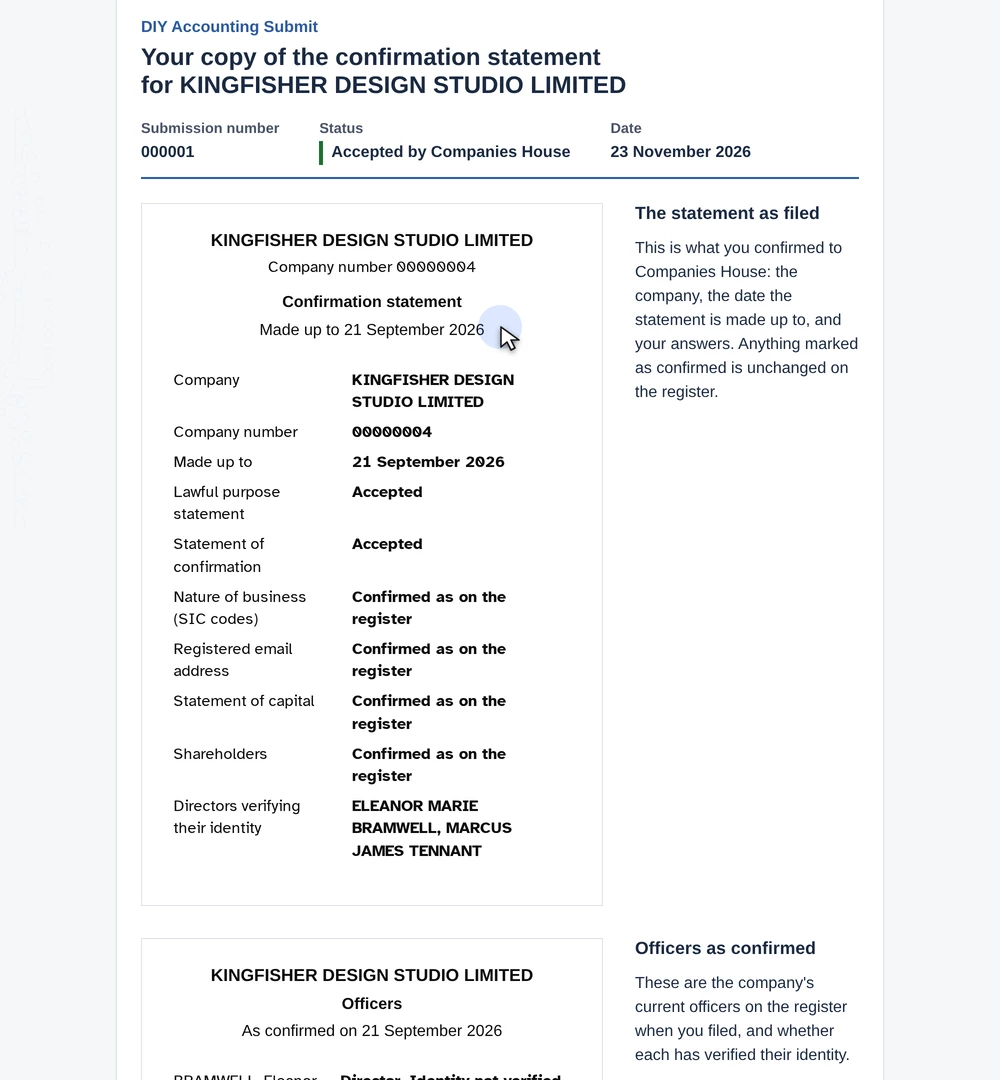 DIY Accounting Submit
Your copy of the confirmation statement
for KINGFISHER DESIGN STUDIO LIMITED
Submission number
000001
Status
Accepted by Companies House
Date
23 November 2026
KINGFISHER DESIGN STUDIO LIMITED
Company number 00000004
Confirmation statement
Made up to 21 September 2026
Company
KINGFISHER DESIGN
STUDIO LIMITED
Company number
00000004
Made up to
21 September 2026
Lawful purpose
statement
Accepted
Statement of
confirmation
Accepted
Nature of business
(SIC codes)
Confirmed as on the
register
Registered email
address
Confirmed as on the
register
Statement of capital
Confirmed as on the
register
Shareholders
Confirmed as on the
register
Directors verifying
their identity
ELEANOR MARIE
BRAMWELL, MARCUS
JAMES TENNANT
The statement as filed
This is what you confirmed to
Companies House: the
company, the date the
statement is made up to, and
your answers. Anything marked
as confirmed is unchanged on
the register.
KINGFISHER DESIGN STUDIO LIMITED
Officers
As confirmed on 21 September 2026
BRAMWELL, Eleanor
Director. Identity not verified
Officers as confirmed
These are the company's
current officers on the register
when you filed, and whether
each has verified their identity.